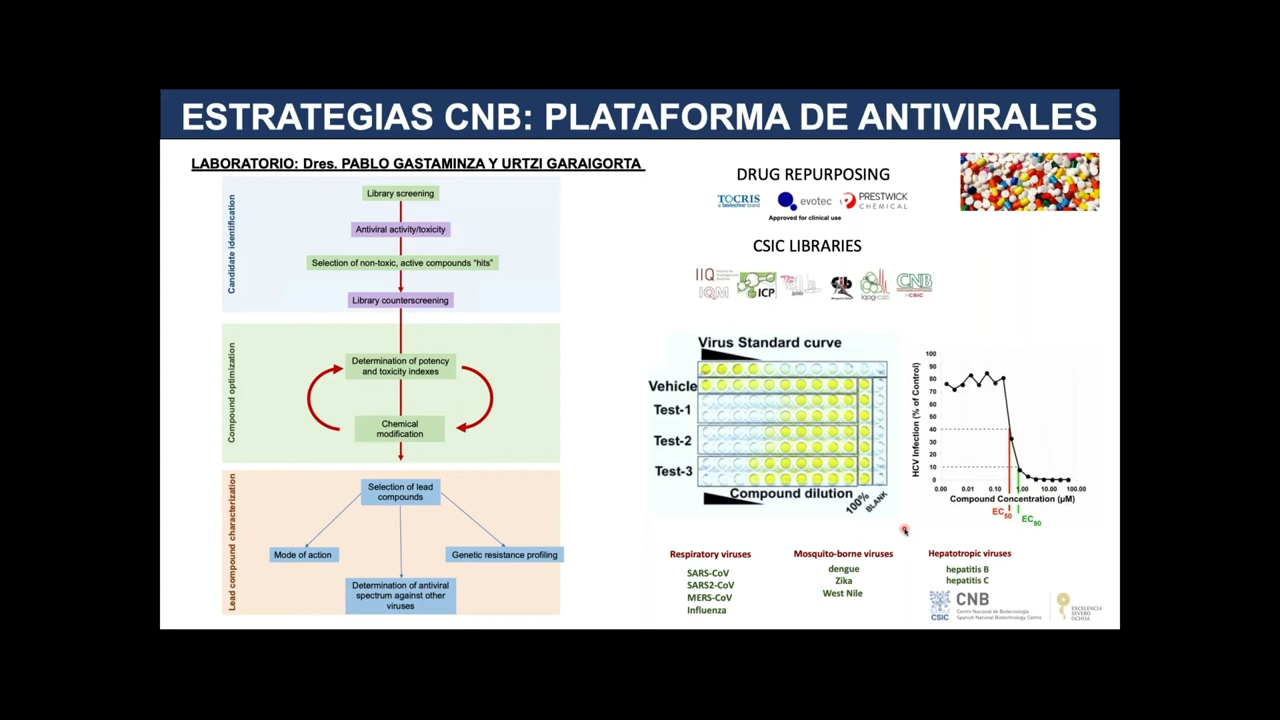 ESTRATEGIAS CNB: PLATAFORMA DE ANTIVIRALES
LABORATORIO: Dres. PABLO GASTAMINZA Y URTZI GARAIGORTA
Candidate identification
Library screening
Antiviral activity/toxicity
Selection of non-toxic, active compounds “hits”
Library counterscreening
Compound optimization
Determination of potency
and toxicity indexes
Chemical
modification
Lead compound characterization
Selection of lead
compounds
Mode of action
Genetic resistance profiling
Determination of antiviral
spectrum against other
viruses
DRUG REPURPOSING
TOCRIS
a biotechne brand
evotec
PRESTWICK
CHEMICAL
Approved for clinical use
CSIC LIBRARIES
IIQ
IQM
ICP
CIB
iqog-csic
CNB
CSIC
Virus Standard curve
Vehicle
Test-1
Test-2
Test-3
Compound dilution
100%
BLANK
HCV Infection (% of Control)
100
90
80
70
60
50
40
30
20
10
0
0.00 0.01 0.10 1.00 10.00 100.00
Compound Concentration (µM)
EC50
EC90
Respiratory viruses
SARS-CoV
SARS2-CoV
MERS-CoV
Influenza
Mosquito-borne viruses
dengue
Zika
West Nile
Hepatotropic viruses
hepatitis B
hepatitis C
CSIC
CNB
Centro Nacional de Biotecnología
Spanish National Biotechnology Centre
EXCELENCIA
SEVERO
OCHOA